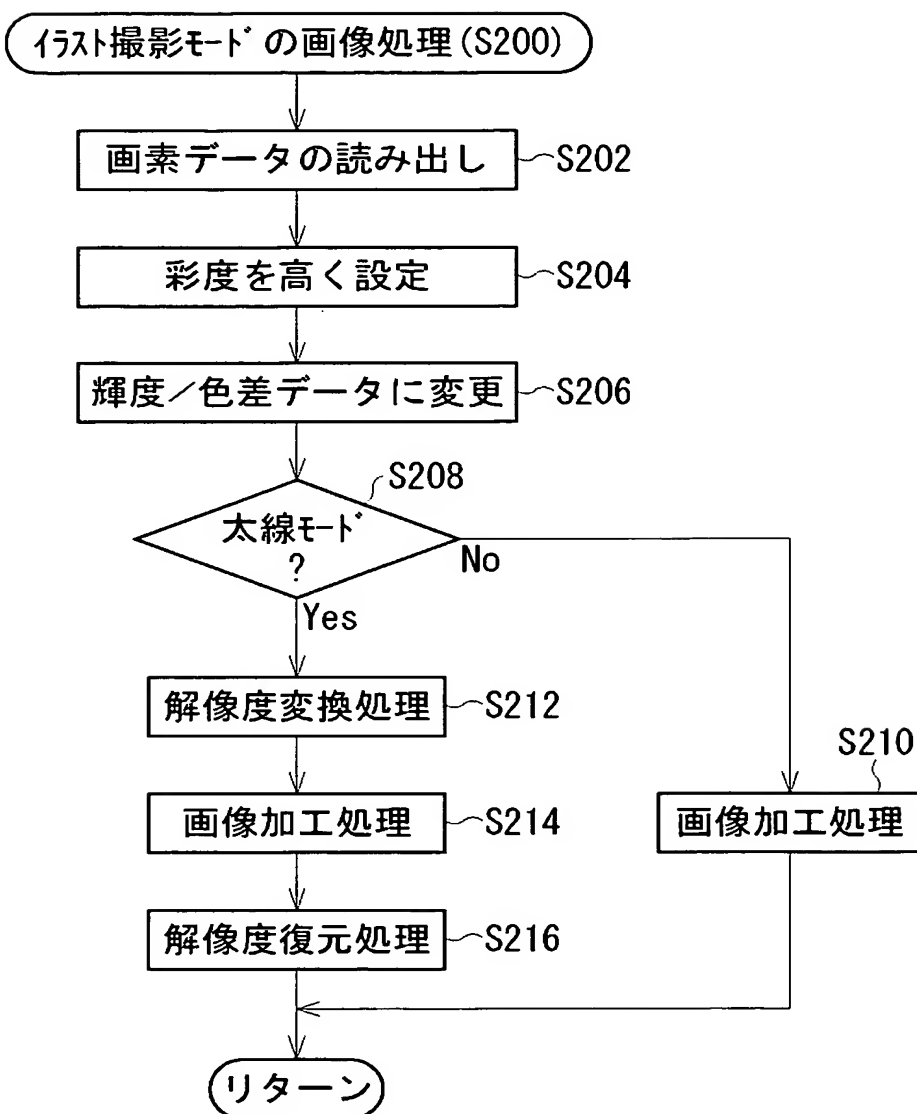 イラスト撮影モードの画像処理(S200)
画素データの読み出し
S202
彩度を高く設定
S204
輝度/色差データに変更
S206
S208
太線モード
?
No
Yes
解像度変換処理
S212
S210
画像加工処理
S214
画像加工処理
解像度復元処理
S216
リターン